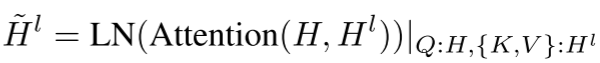 H̃^l = LN(Attention(H, H^l))|_{Q:H,{K,V}:H^l}